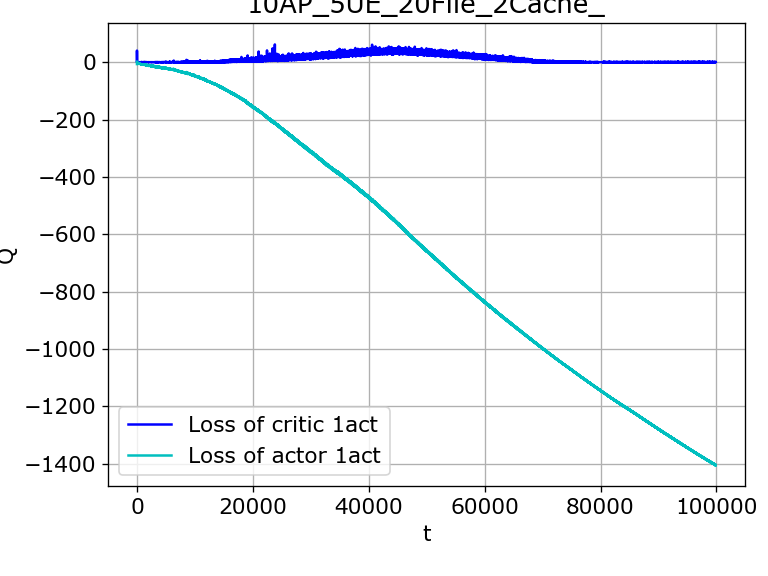 10AP_5UE_20File_2Cache_
0
−200
−400
−600
−800
−1000
−1200
−1400
Q
Loss of critic 1act
Loss of actor 1act
0 20000 40000 60000 80000 100000
t